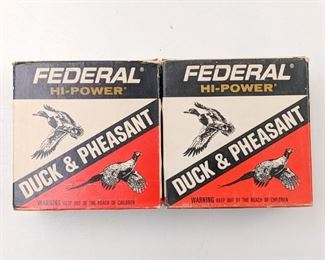 FEDERAL®
HI-POWER®
DUCK & PHEASANT
WARNING KEEP OUT OF THE REACH OF CHILDREN
FEDERAL®
HI-POWER®
DUCK & PHEASANT
WARNING KEEP OUT OF THE REACH OF CHILDREN